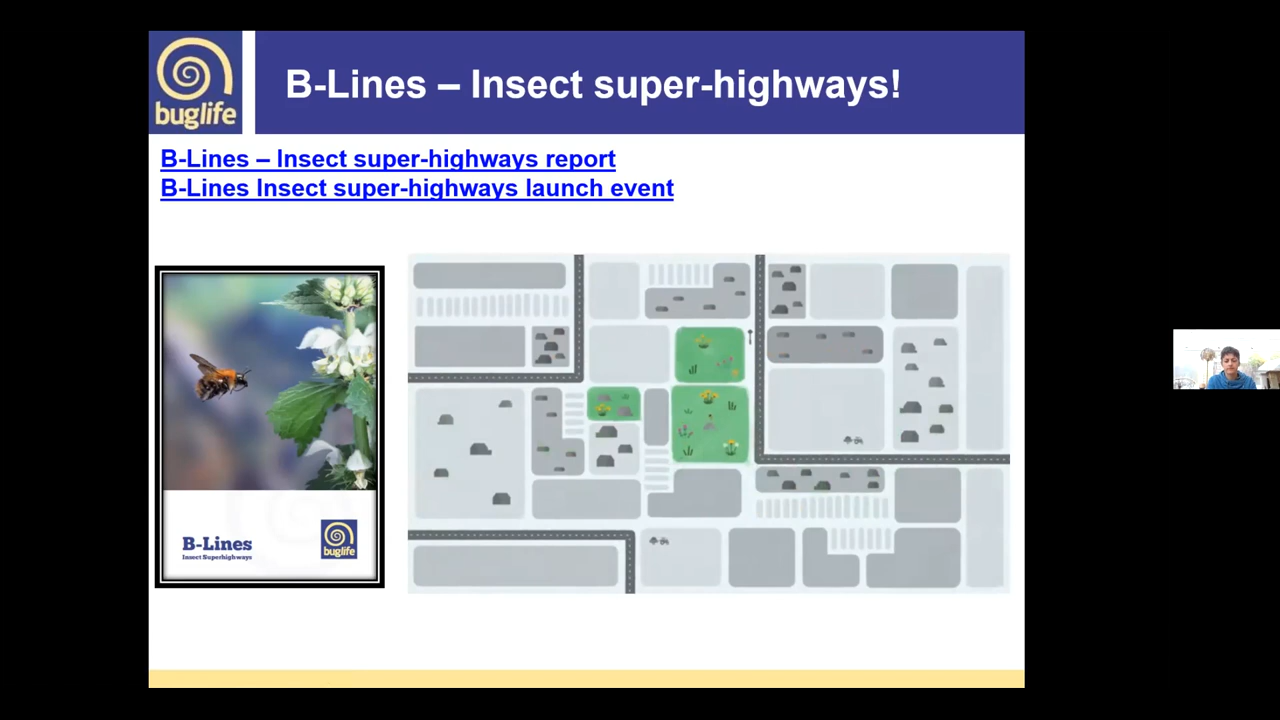 buglife
B-Lines – Insect super-highways!
B-Lines – Insect super-highways report
B-Lines Insect super-highways launch event
B-Lines
Insect Superhighways
buglife